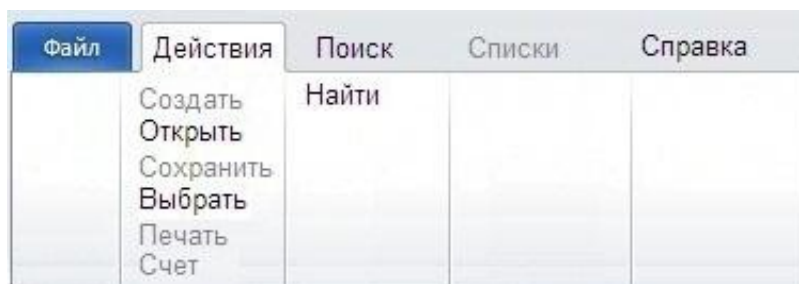 Файл Действия Поиск Списки Справка
Создать Найти
Открыть
Сохранить
Выбрать
Печать
Счет